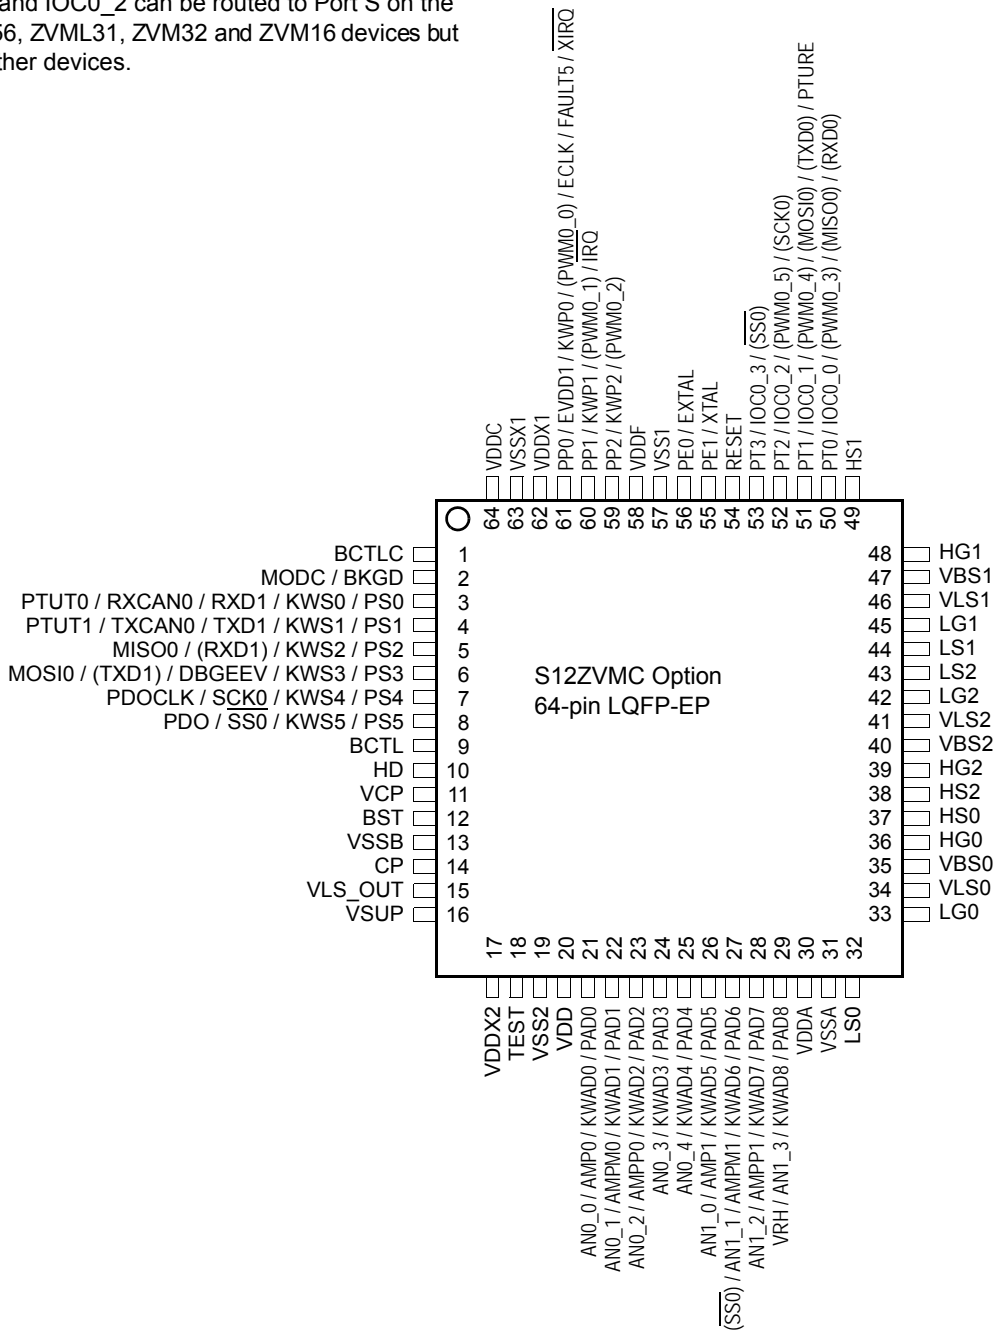 and IOC0_2 can be routed to Port S on the
56, ZVML31, ZVM32 and ZVM16 devices but
ther devices.
VDDC
VSSX1
VDDX1
PP0 / EVDD1 / KWP0 / (PWM0_0) / ECLK / FAULT5 / XIRQ
PP1 / KWP1 / (PWM0_1) / IRQ
PP2 / KWP2 / (PWM0_2)
VDDF
VSS1
PE0 / EXTAL
PE1 / XTAL
RESET
PT3 / IOC0_3 / (SS0)
PT2 / IOC0_2 / (PWM0_5) / (SCK0)
PT1 / IOC0_1 / (PWM0_4) / (MOSI0) / (TXD0) / PTURE
PT0 / IOC0_0 / (PWM0_3) / (MISO0) / (RXD0)
HS1
64
63
62
61
60
59
58
57
56
55
54
53
52
51
50
49
BCTLC 1
MODC / BKGD 2
PTUT0 / RXCAN0 / RXD1 / KWS0 / PS0 3
PTUT1 / TXCAN0 / TXD1 / KWS1 / PS1 4
MISO0 / (RXD1) / KWS2 / PS2 5
MOSI0 / (TXD1) / DBGEEV / KWS3 / PS3 6
PDOCLK / SCK0 / KWS4 / PS4 7
PDO / SS0 / KWS5 / PS5 8
BCTL 9
HD 10
VCP 11
BST 12
VSSB 13
CP 14
VLS_OUT 15
VSUP 16
S12ZVMC Option
64-pin LQFP-EP
48 HG1
47 VBS1
46 VLS1
45 LG1
44 LS1
43 LS2
42 LG2
41 VLS2
40 VBS2
39 HG2
38 HS2
37 HS0
36 HG0
35 VBS0
34 VLS0
33 LG0
17
18
19
20
21
22
23
24
25
26
27
28
29
30
31
32
VDDX2
TEST
VSS2
VDD
AN0_0 / AMP0 / KWAD0 / PAD0
AN0_1 / AMPM0 / KWAD1 / PAD1
AN0_2 / AMPP0 / KWAD2 / PAD2
AN0_3 / KWAD3 / PAD3
AN0_4 / KWAD4 / PAD4
AN1_0 / AMP1 / KWAD5 / PAD5
(SS0) / AN1_1 / AMPM1 / KWAD6 / PAD6
AN1_2 / AMPP1 / KWAD7 / PAD7
VRH / AN1_3 / KWAD8 / PAD8
VDDA
VSSA
LS0